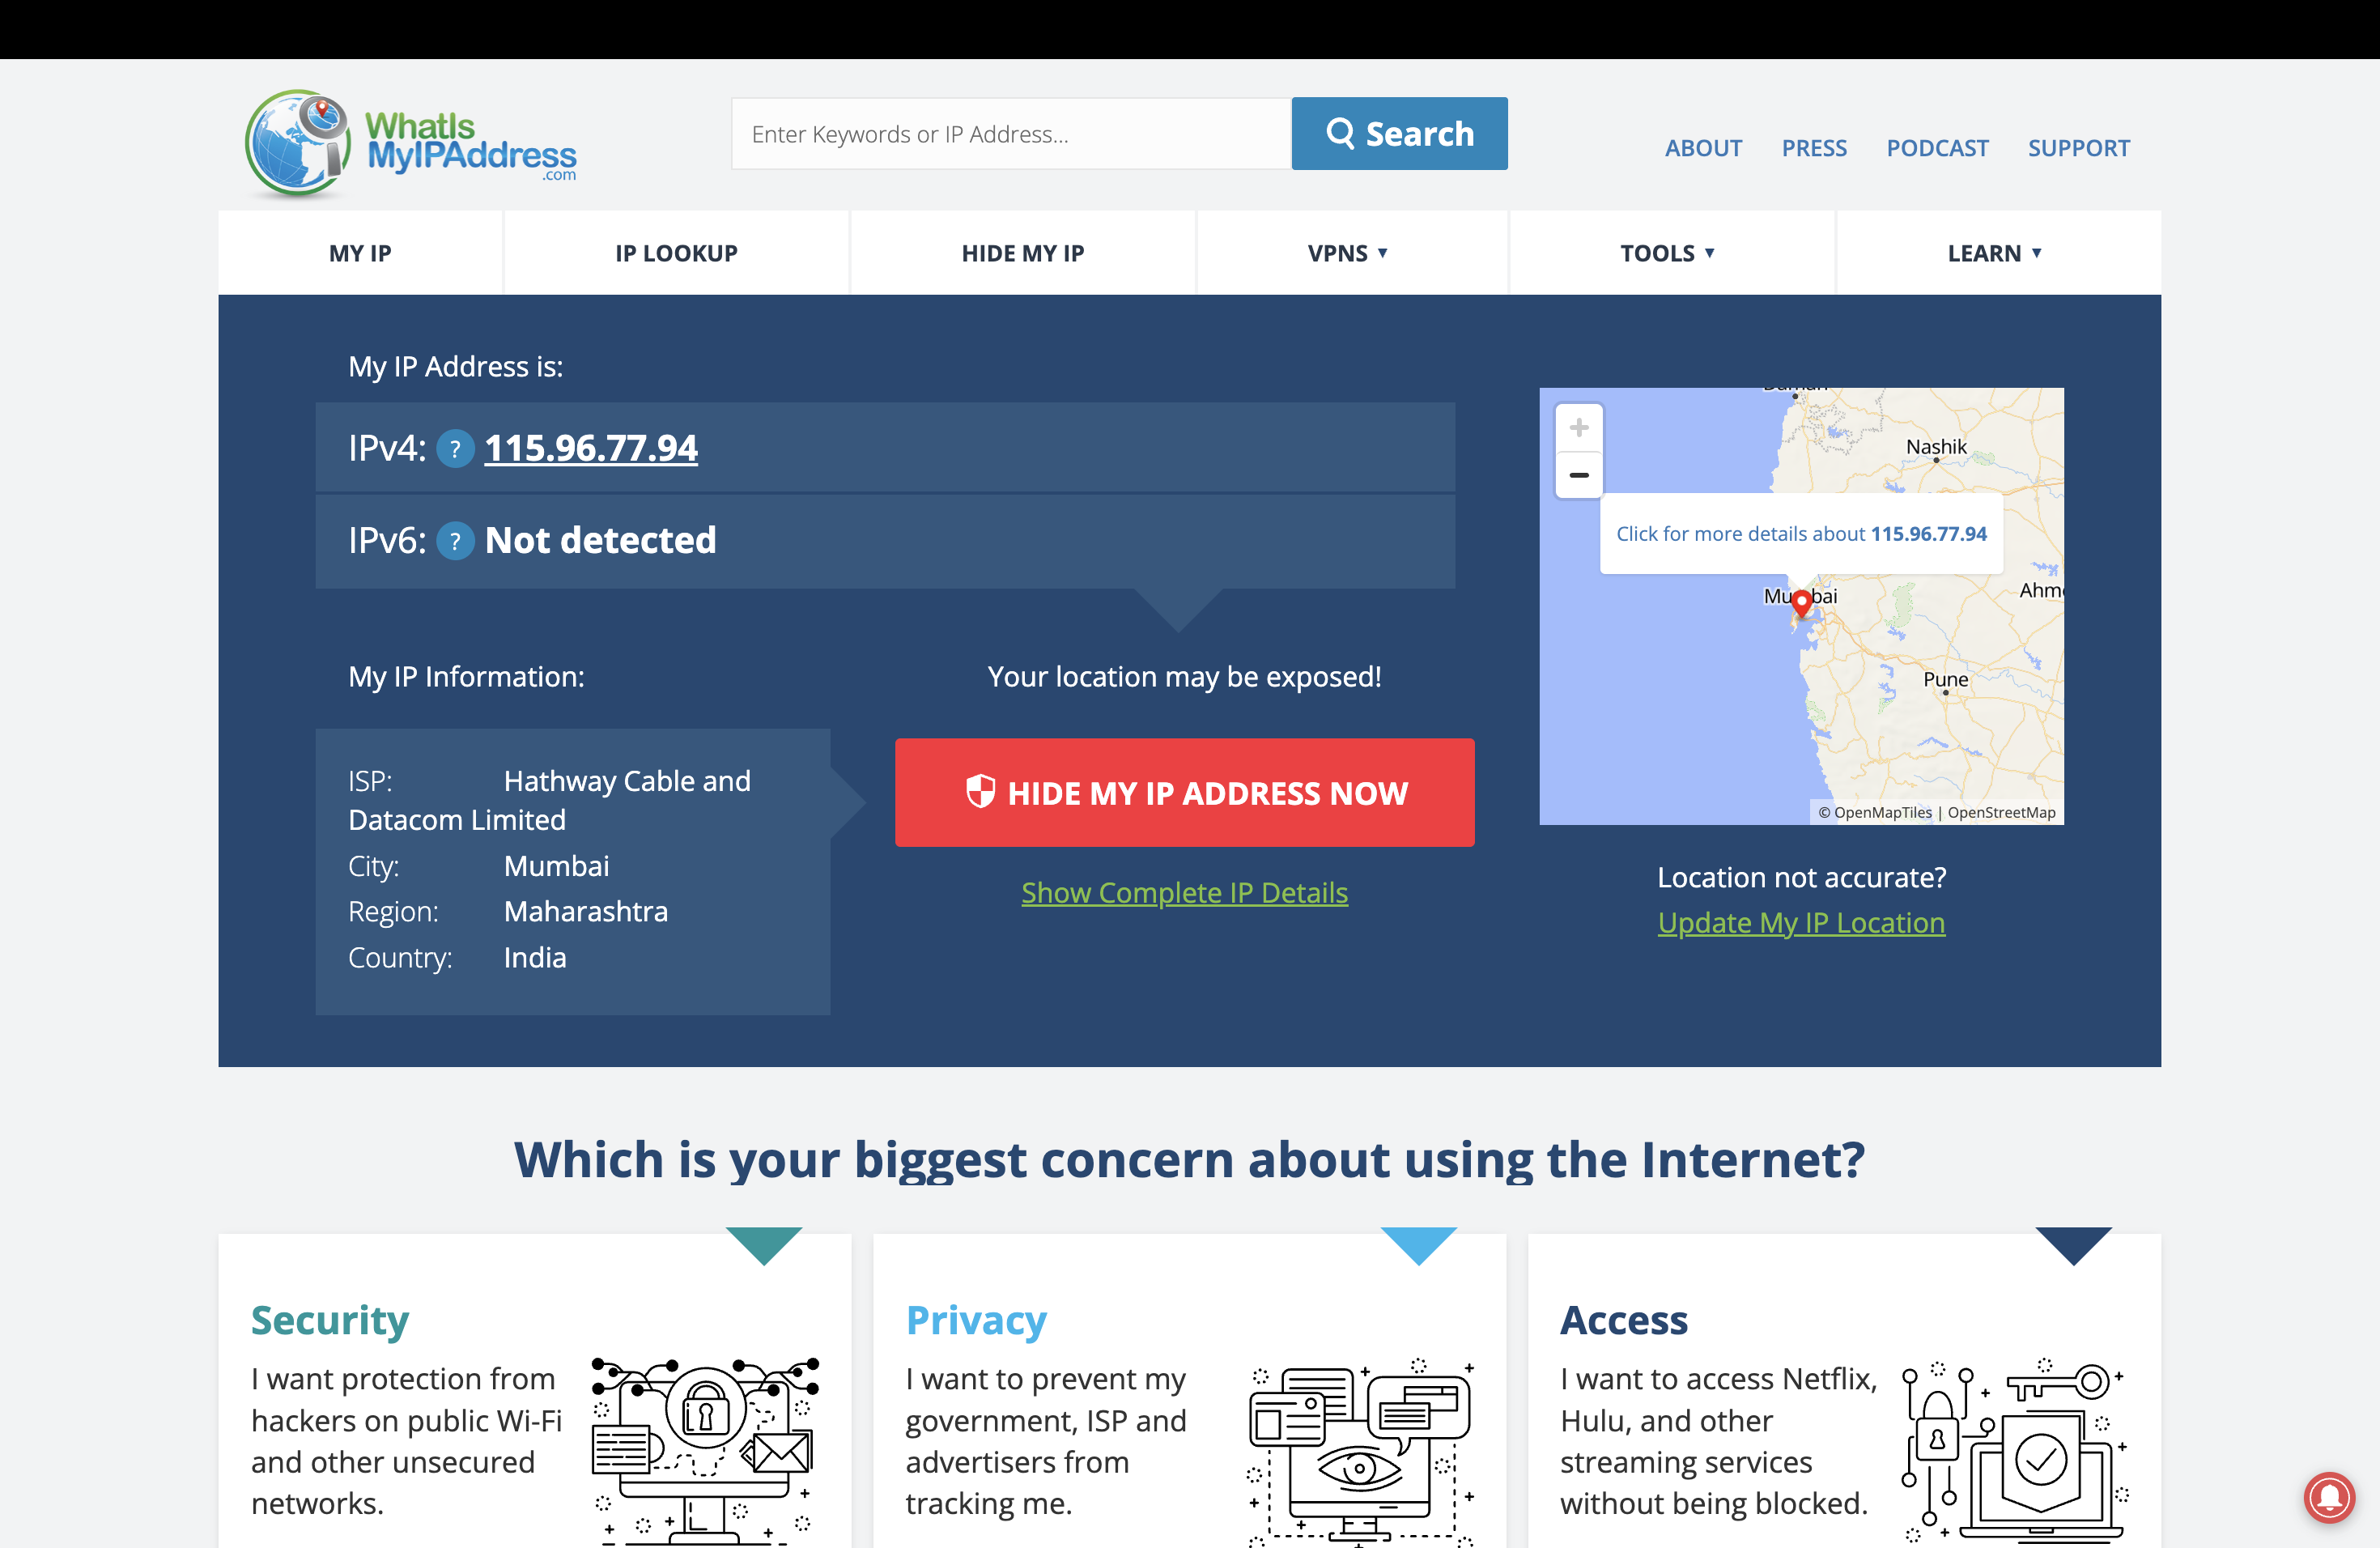 WhatIs
MyIPAddress
.com
Enter Keywords or IP Address...
Search
ABOUT PRESS PODCAST SUPPORT
MY IP IP LOOKUP HIDE MY IP VPNS ▼ TOOLS ▼ LEARN ▼
My IP Address is:
IPv4: ? 115.96.77.94
IPv6: ? Not detected
My IP Information:
ISP: Hathway Cable and
Datacom Limited
City: Mumbai
Region: Maharashtra
Country: India
Your location may be exposed!
HIDE MY IP ADDRESS NOW
Show Complete IP Details
+
−
Nashik
Click for more details about 115.96.77.94
Mumbai
Ahm
Pune
© OpenMapTiles | OpenStreetMap
Location not accurate?
Update My IP Location
Which is your biggest concern about using the Internet?
Security
I want protection from
hackers on public Wi-Fi
and other unsecured
networks.
Privacy
I want to prevent my
government, ISP and
advertisers from
tracking me.
Access
I want to access Netflix,
Hulu, and other
streaming services
without being blocked.